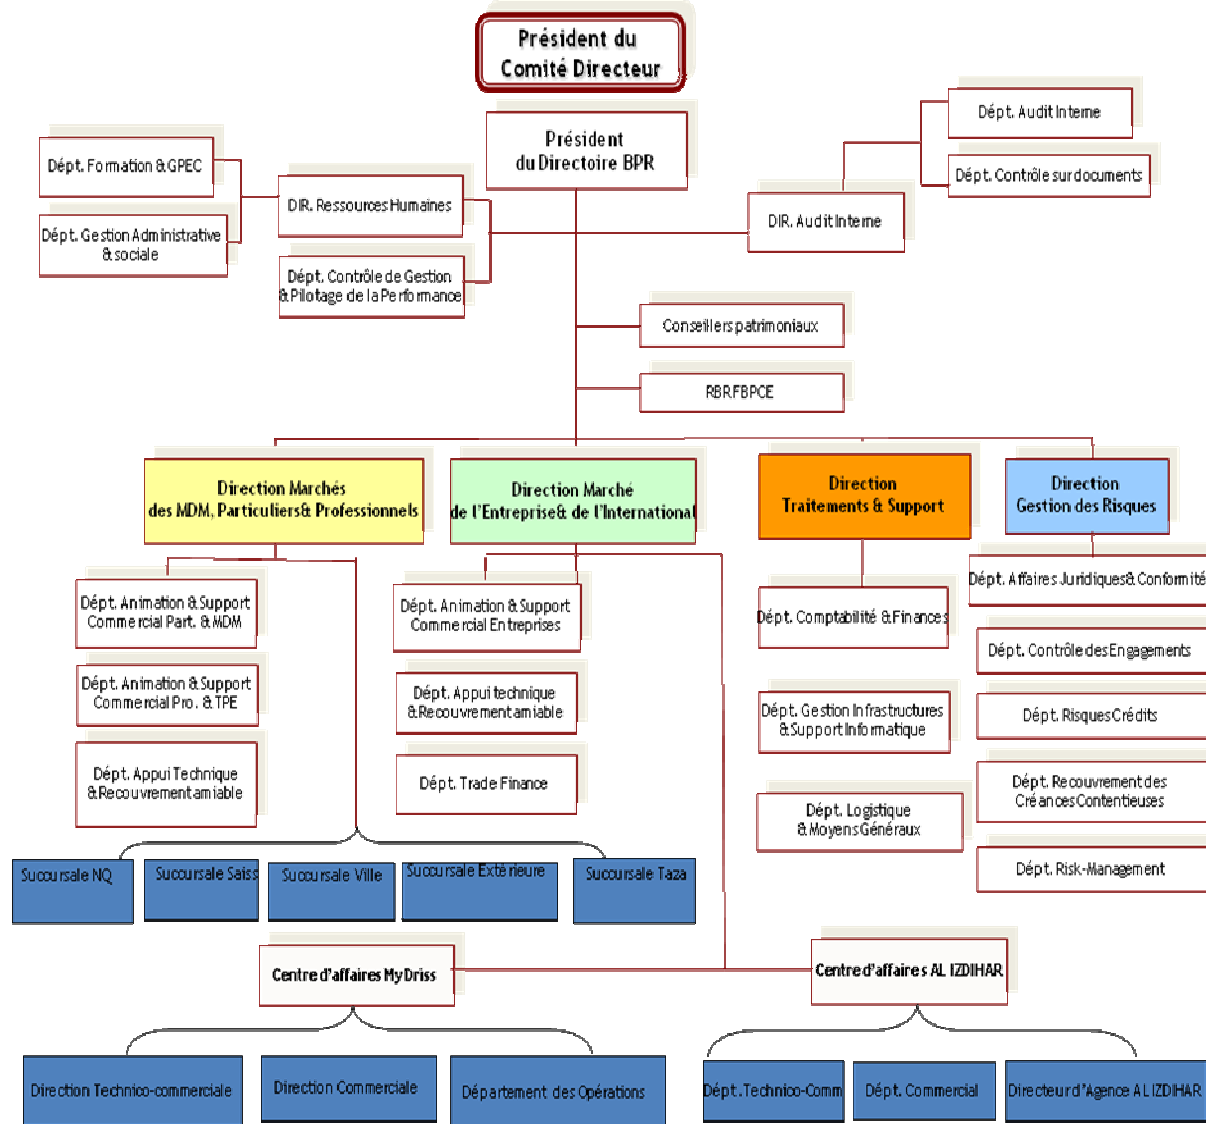 Président du
Comité Directeur
Président
du Directoire BPR
Dépt. Audit Interne
Dépt. Contrôle sur documents
Dépt. Formation & GPEC
DIR. Ressources Humaines
DIR. Audit Interne
Dépt. Gestion Administrative
& sociale
Dépt. Contrôle de Gestion
& Pilotage de la Performance
Conseillers patrimoniaux
RBR FBPCE
Direction Marchés
des MDM, Particuliers & Professionnels
Direction Marché
de l'Entreprise & de l'International
Direction
Traitements & Support
Direction
Gestion des Risques
Dépt. Animation & Support
Commercial Part. & MDM
Dépt. Animation & Support
Commercial Pro. & TPE
Dépt. Appui Technique
& Recouvrement amiable
Dépt. Animation & Support
Commercial Entreprises
Dépt. Appui technique
& Recouvrement amiable
Dépt. Trade Finance
Dépt. Comptabilité & Finances
Dépt. Gestion Infrastructures
& Support Informatique
Dépt. Logistique
& Moyens Généraux
Dépt. Affaires Juridiques & Conformité
Dépt. Contrôle des Engagements
Dépt. Risques Crédits
Dépt. Recouvrement des
Créances Contentieuses
Dépt. Risk-Management
Succursale NQ
Succursale Saiss
Succursale Ville
Succursale Extérieure
Succursale Taza
Centre d'affaires My Driss
Centre d'affaires AL IZDIHAR
Direction Technico-commerciale
Direction Commerciale
Département des Opérations
Dépt. Technico-Comm
Dépt. Commercial
Directeur d'Agence AL IZDIHAR